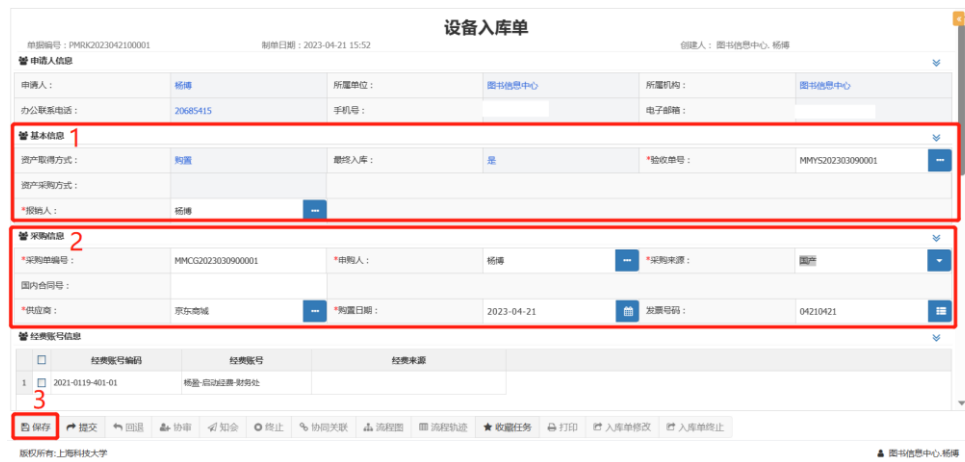 设备入库单
单据编号：PMRK2023042100001 制单日期：2023-04-21 15:52 创建人：图书信息中心. 杨博
申请人信息
申请人： 杨博 所属单位： 图书信息中心 所属机构： 图书信息中心
办公联系电话： 20685415 手机号： 电子邮箱：
基本信息 1
资产取得方式： 购置 最终入库： 是 *验收单号： MMYS202303090001
资产采购方式：
*报销人： 杨博
采购信息 2
*采购单编号： MMCG2023030900001 *申购人： 杨博 *采购来源： 国产
国内合同号：
*供应商： 京东商城 *购置日期： 2023-04-21 发票号码： 04210421
经费账号信息
经费账号编码 经费账号 经费来源
1 2021-0119-401-01 杨盈-启动经费-财务处
3
保存 提交 回退 协审 知会 终止 协同关联 流程图 流程轨迹 收藏任务 打印 入库单修改 入库单终止
版权所有:上海科技大学 图书信息中心.杨博